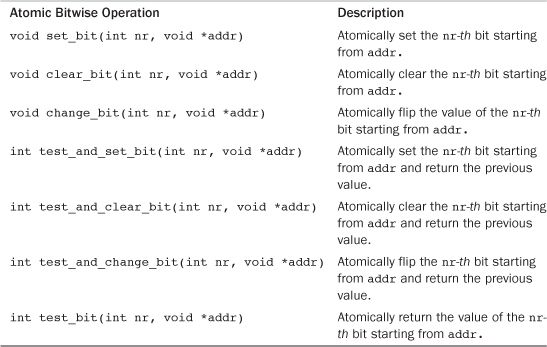 Atomic Bitwise Operation Description
void set_bit(int nr, void *addr) Atomically set the nr-th bit starting
from addr.
void clear_bit(int nr, void *addr) Atomically clear the nr-th bit starting
from addr.
void change_bit(int nr, void *addr) Atomically flip the value of the nr-th
bit starting from addr.
int test_and_set_bit(int nr, void *addr) Atomically set the nr-th bit starting
from addr and return the previous
value.
int test_and_clear_bit(int nr, void *addr) Atomically clear the nr-th bit starting
from addr and return the previous
value.
int test_and_change_bit(int nr, void *addr) Atomically flip the nr-th bit starting
from addr and return the previous
value.
int test_bit(int nr, void *addr) Atomically return the value of the nr-
th bit starting from addr.